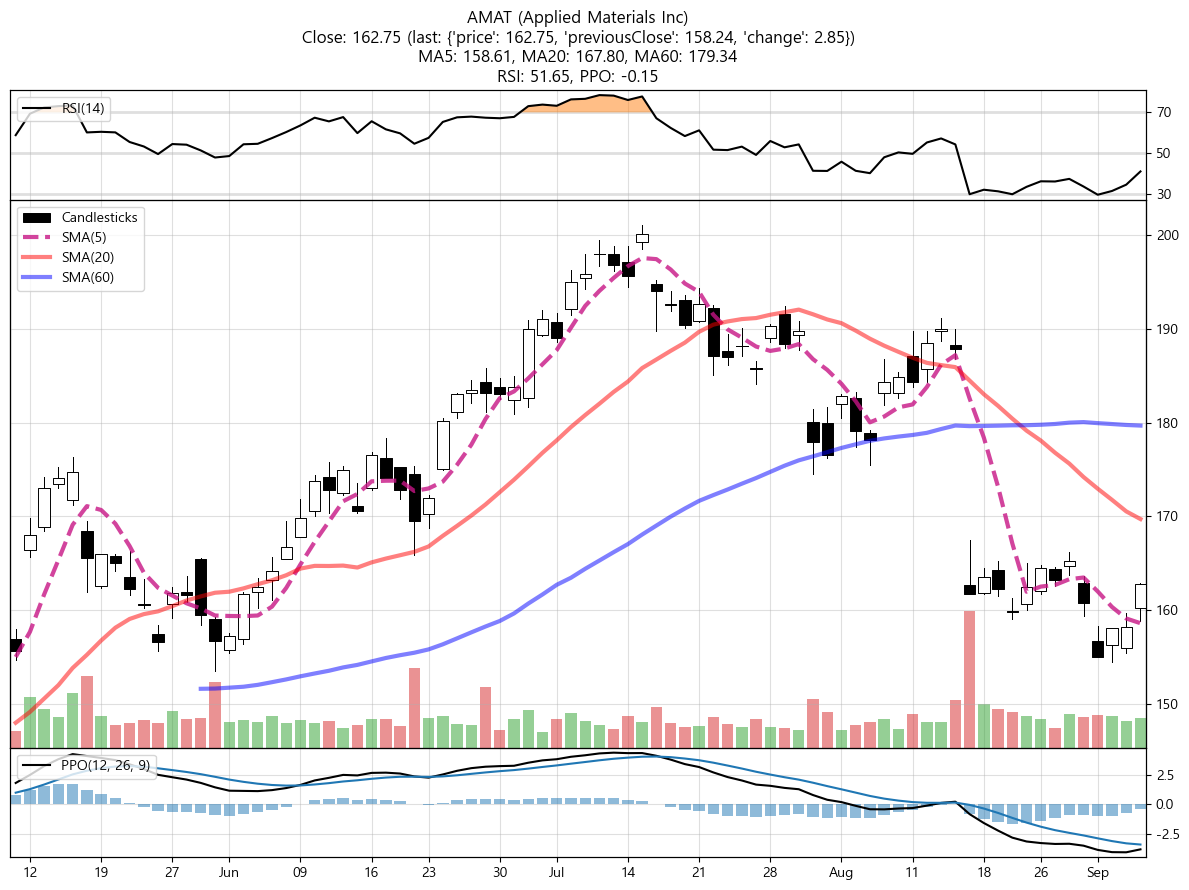 AMAT (Applied Materials Inc)
Close: 162.75 (last: {'price': 162.75, 'previousClose': 158.24, 'change': 2.85})
MA5: 158.61, MA20: 167.80, MA60: 179.34
RSI: 51.65, PPO: -0.15
RSI(14)
70
50
30
Candlesticks
SMA(5)
SMA(20)
SMA(60)
200
190
180
170
160
150
PPO(12, 26, 9)
2.5
0.0
-2.5
12 19 27 Jun 09 16 23 30 Jul 14 21 28 Aug 11 18 26 Sep